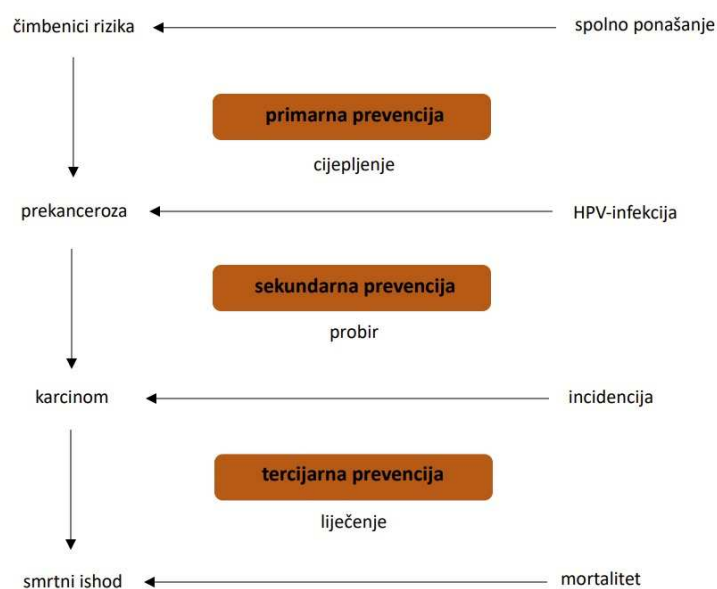 čimbenici rizika
spolno ponašanje
primarna prevencija
cijepljenje
prekanceroza
HPV-infekcija
sekundarna prevencija
probir
karcinom
incidencija
tercijarna prevencija
liječenje
smrtni ishod
mortalitet